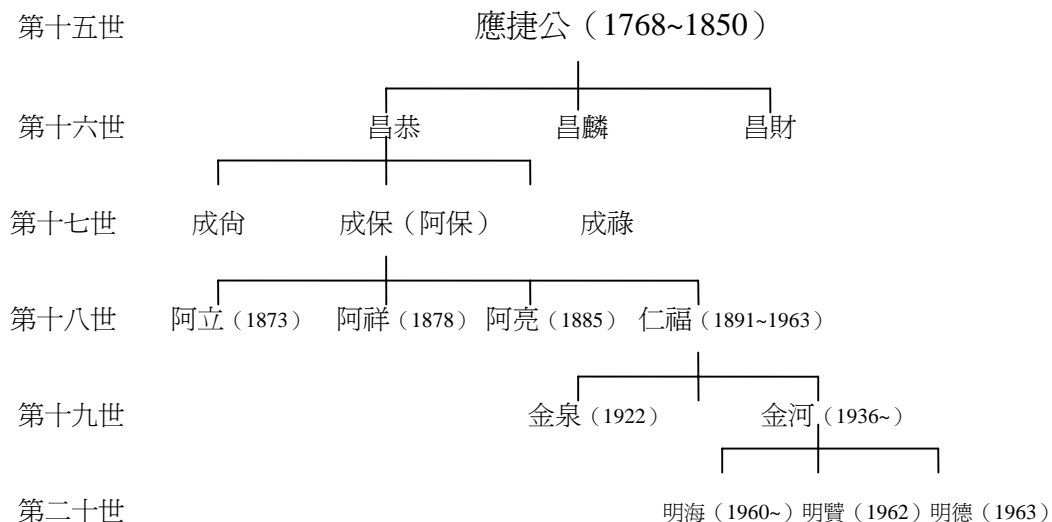 第十五世 應捷公（1768~1850）
第十六世 昌恭 昌麟 昌財
第十七世 成尙 成保（阿保） 成祿
第十八世 阿立（1873） 阿祥（1878） 阿亮（1885） 仁福（1891~1963）
第十九世 金泉（1922） 金河（1936~）
第二十世 明海（1960~） 明贒（1962） 明德（1963）